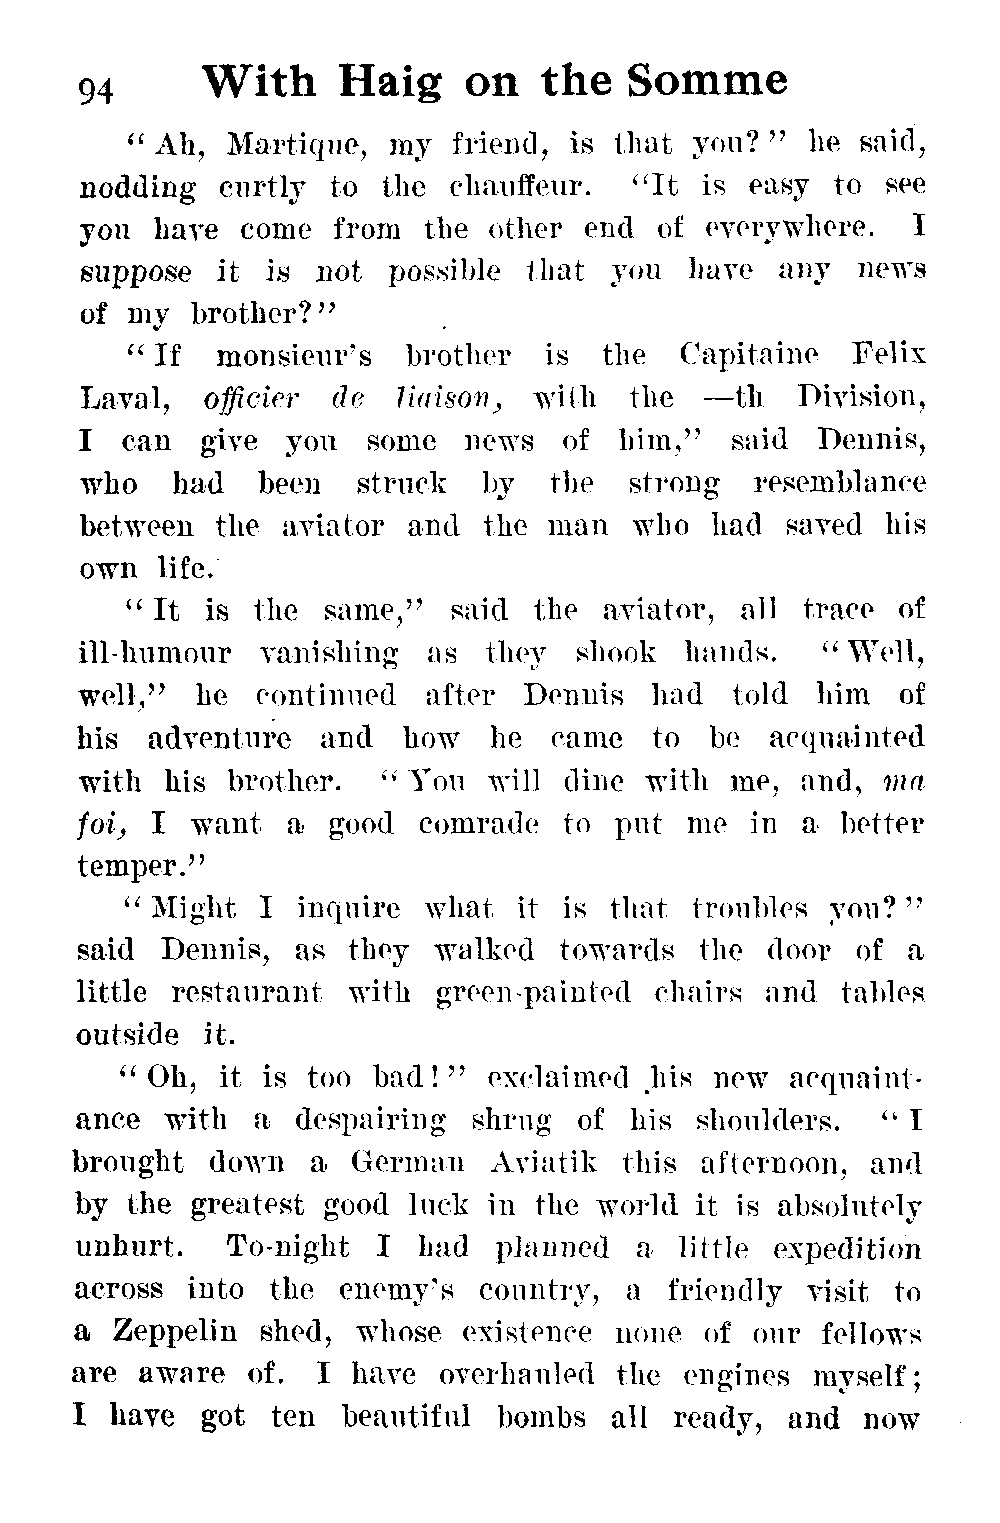 94 With Haig on the Somme
“ Ah, Martique, my friend, is that you? ” he said,
nodding curtly to the chauffeur. “It is easy to see
you have come from the other end of everywhere. I
suppose it is not possible that you have any news
of my brother?”
“ If monsieur’s brother is the Capitaine Felix
Laval, officier de liaison, with the —th Division,
I can give you some news of him,” said Dennis,
who had been struck by the strong resemblance
between the aviator and the man who had saved his
own life.
“ It is the same,” said the aviator, all trace of
ill-humour vanishing as they shook hands. “ Well,
well,” he continued after Dennis had told him of
his adventure and how he came to be acquainted
with his brother. “ You will dine with me, and, ma
foi, I want a good comrade to put me in a better
temper.”
“ Might I inquire what it is that troubles you? ”
said Dennis, as they walked towards the door of a
little restaurant with green-painted chairs and tables
outside it.
“ Oh, it is too bad! ” exclaimed his new acquaint-
ance with a despairing shrug of his shoulders. “ I
brought down a German Aviatik this afternoon, and
by the greatest good luck in the world it is absolutely
unhurt. To-night I had planned a little expedition
across into the enemy’s country, a friendly visit to
a Zeppelin shed, whose existence none of our fellows
are aware of. I have overhauled the engines myself;
I have got ten beautiful bombs all ready, and now